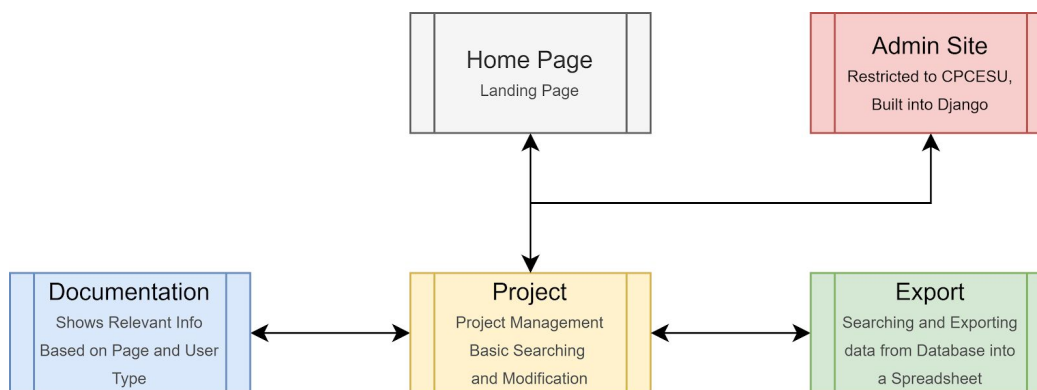 Home Page
Landing Page
Admin Site
Restricted to CPCESU,
Built into Django
Documentation
Shows Relevant Info
Based on Page and User
Type
Project
Project Management
Basic Searching
and Modification
Export
Searching and Exporting
data from Database into
a Spreadsheet